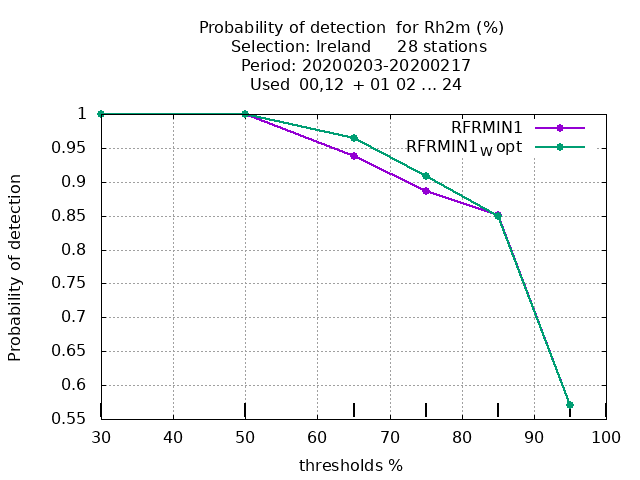 Probability of detection for Rh2m (%)
Selection: Ireland 28 stations
Period: 20200203-20200217
Used 00,12 + 01 02 ... 24
RFRMIN1
RFRMIN1W opt
Probability of detection
1
0.95
0.9
0.85
0.8
0.75
0.7
0.65
0.6
0.55
30 40 50 60 70 80 90 100
thresholds %